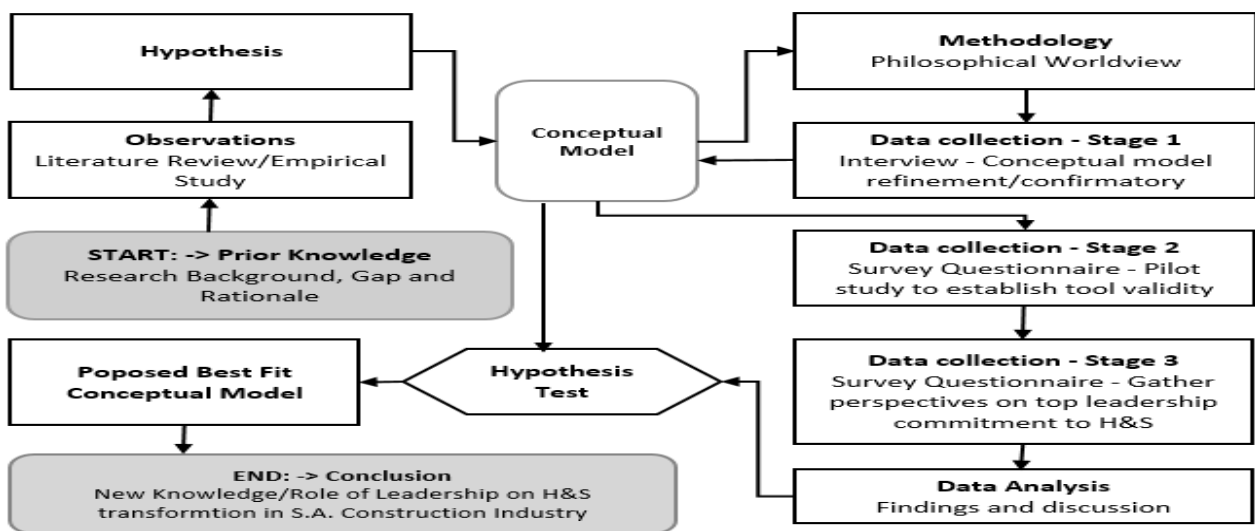 Hypothesis
Observations
Literature Review/Empirical
Study
START: -> Prior Knowledge
Research Background, Gap and
Rationale
Conceptual
Model
Methodology
Philosophical Worldview
Data collection - Stage 1
Interview - Conceptual model
refinement/confirmatory
Data collection - Stage 2
Survey Questionnaire - Pilot
study to establish tool validity
Data collection - Stage 3
Survey Questionnaire - Gather
perspectives on top leadership
commitment to H&S
Data Analysis
Findings and discussion
Hypothesis
Test
Poposed Best Fit
Conceptual Model
END: -> Conclusion
New Knowledge/Role of Leadership on H&S
transformtion in S.A. Construction Industry